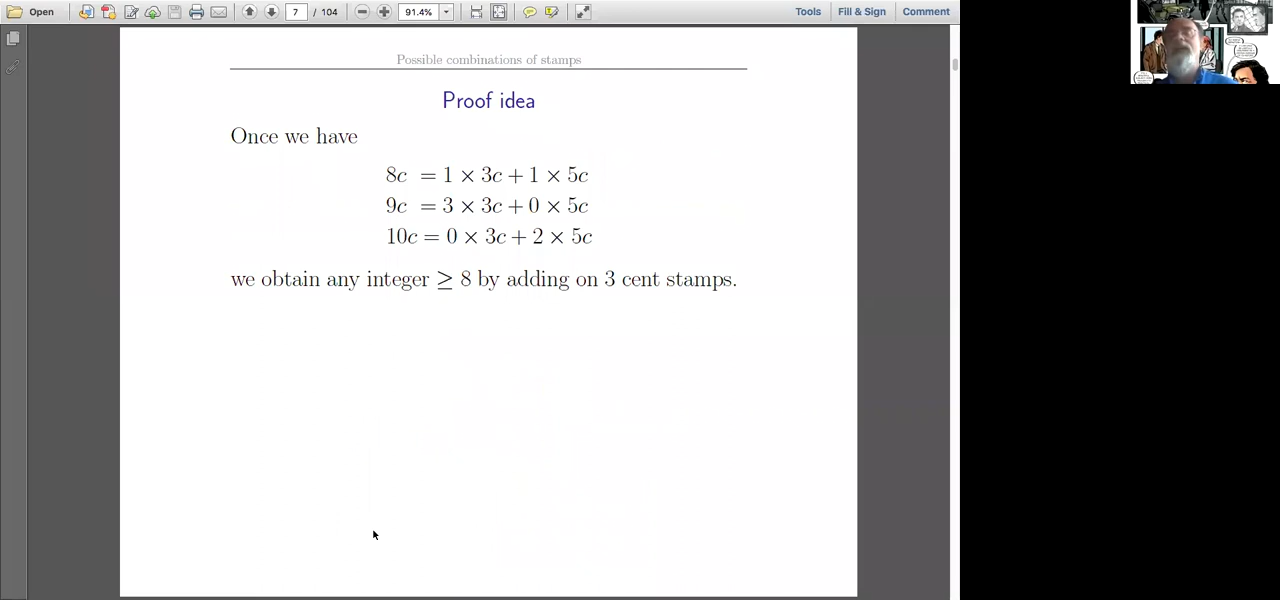 Open
7 / 104
91.4%
Tools
Fill & Sign
Comment
Possible combinations of stamps
Proof idea
Once we have
8c = 1 × 3c + 1 × 5c
9c = 3 × 3c + 0 × 5c
10c = 0 × 3c + 2 × 5c
we obtain any integer ≥ 8 by adding on 3 cent stamps.